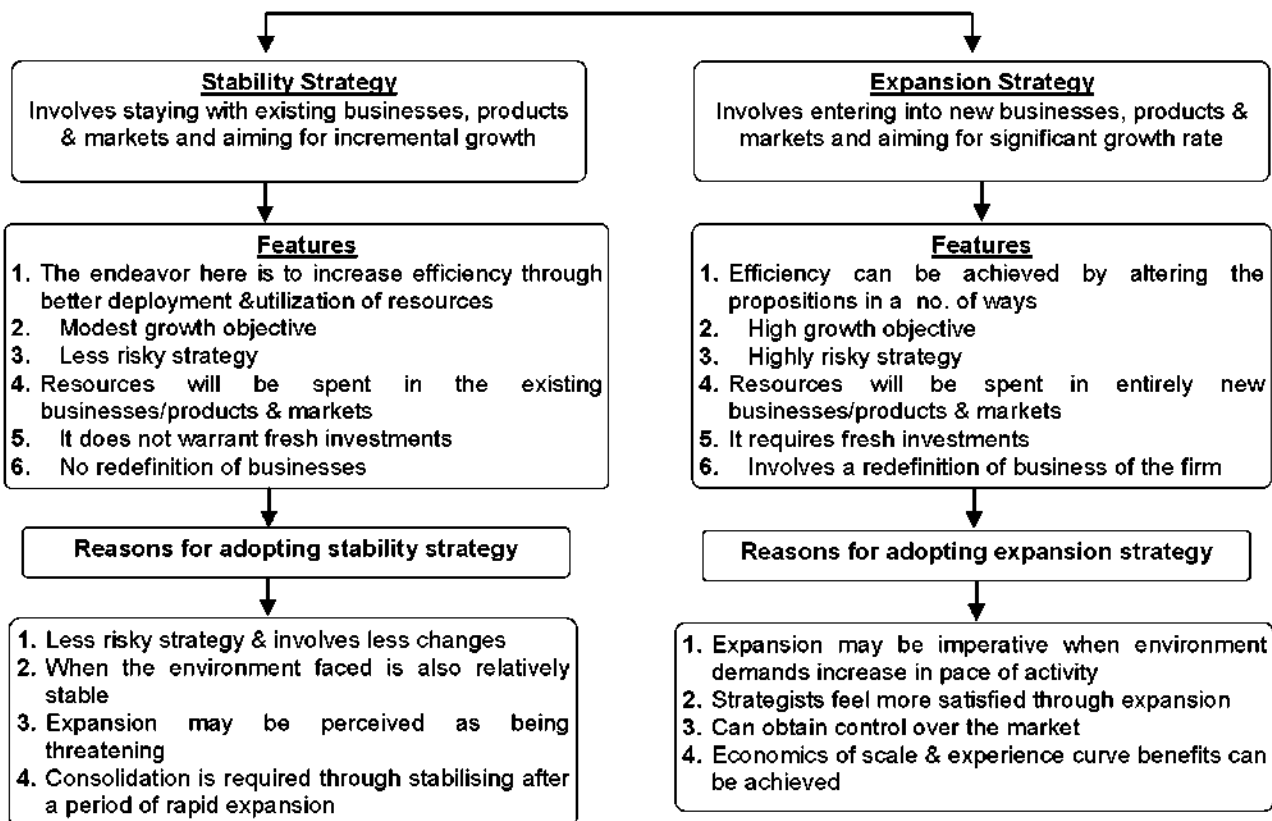 Stability Strategy
Involves staying with existing businesses, products
& markets and aiming for incremental growth
Features
1. The endeavor here is to increase efficiency through
better deployment &utilization of resources
2. Modest growth objective
3. Less risky strategy
4. Resources will be spent in the existing
businesses/products & markets
5. It does not warrant fresh investments
6. No redefinition of businesses
Reasons for adopting stability strategy
1. Less risky strategy & involves less changes
2. When the environment faced is also relatively
stable
3. Expansion may be perceived as being
threatening
4. Consolidation is required through stabilising after
a period of rapid expansion
Expansion Strategy
Involves entering into new businesses, products &
markets and aiming for significant growth rate
Features
1. Efficiency can be achieved by altering the
propositions in a no. of ways
2. High growth objective
3. Highly risky strategy
4. Resources will be spent in entirely new
businesses/products & markets
5. It requires fresh investments
6. Involves a redefinition of business of the firm
Reasons for adopting expansion strategy
1. Expansion may be imperative when environment
demands increase in pace of activity
2. Strategists feel more satisfied through expansion
3. Can obtain control over the market
4. Economics of scale & experience curve benefits can
be achieved